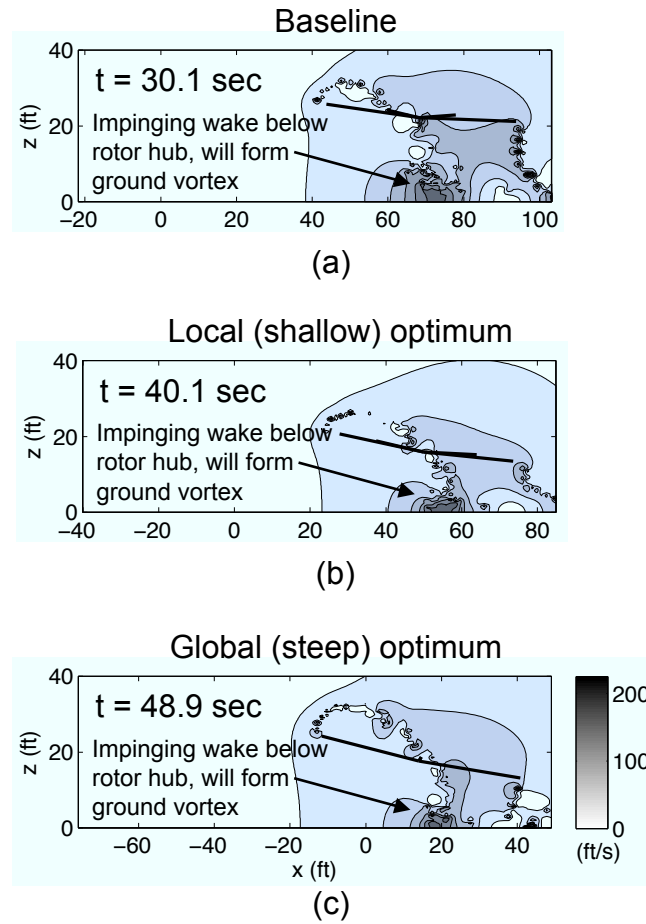 Baseline
40
t = 30.1 sec
z (ft)
20
Impinging wake below
rotor hub, will form
ground vortex
0
−20 0 20 40 60 80 100
(a)
Local (shallow) optimum
40
t = 40.1 sec
z (ft)
20
Impinging wake below
rotor hub, will form
ground vortex
0
−40 −20 0 20 40 60 80
(b)
Global (steep) optimum
40
t = 48.9 sec
200
z (ft)
20
Impinging wake below
rotor hub, will form
ground vortex
100
0
0
−60 −40 −20 0 20 40
(ft/s)
x (ft)
(c)